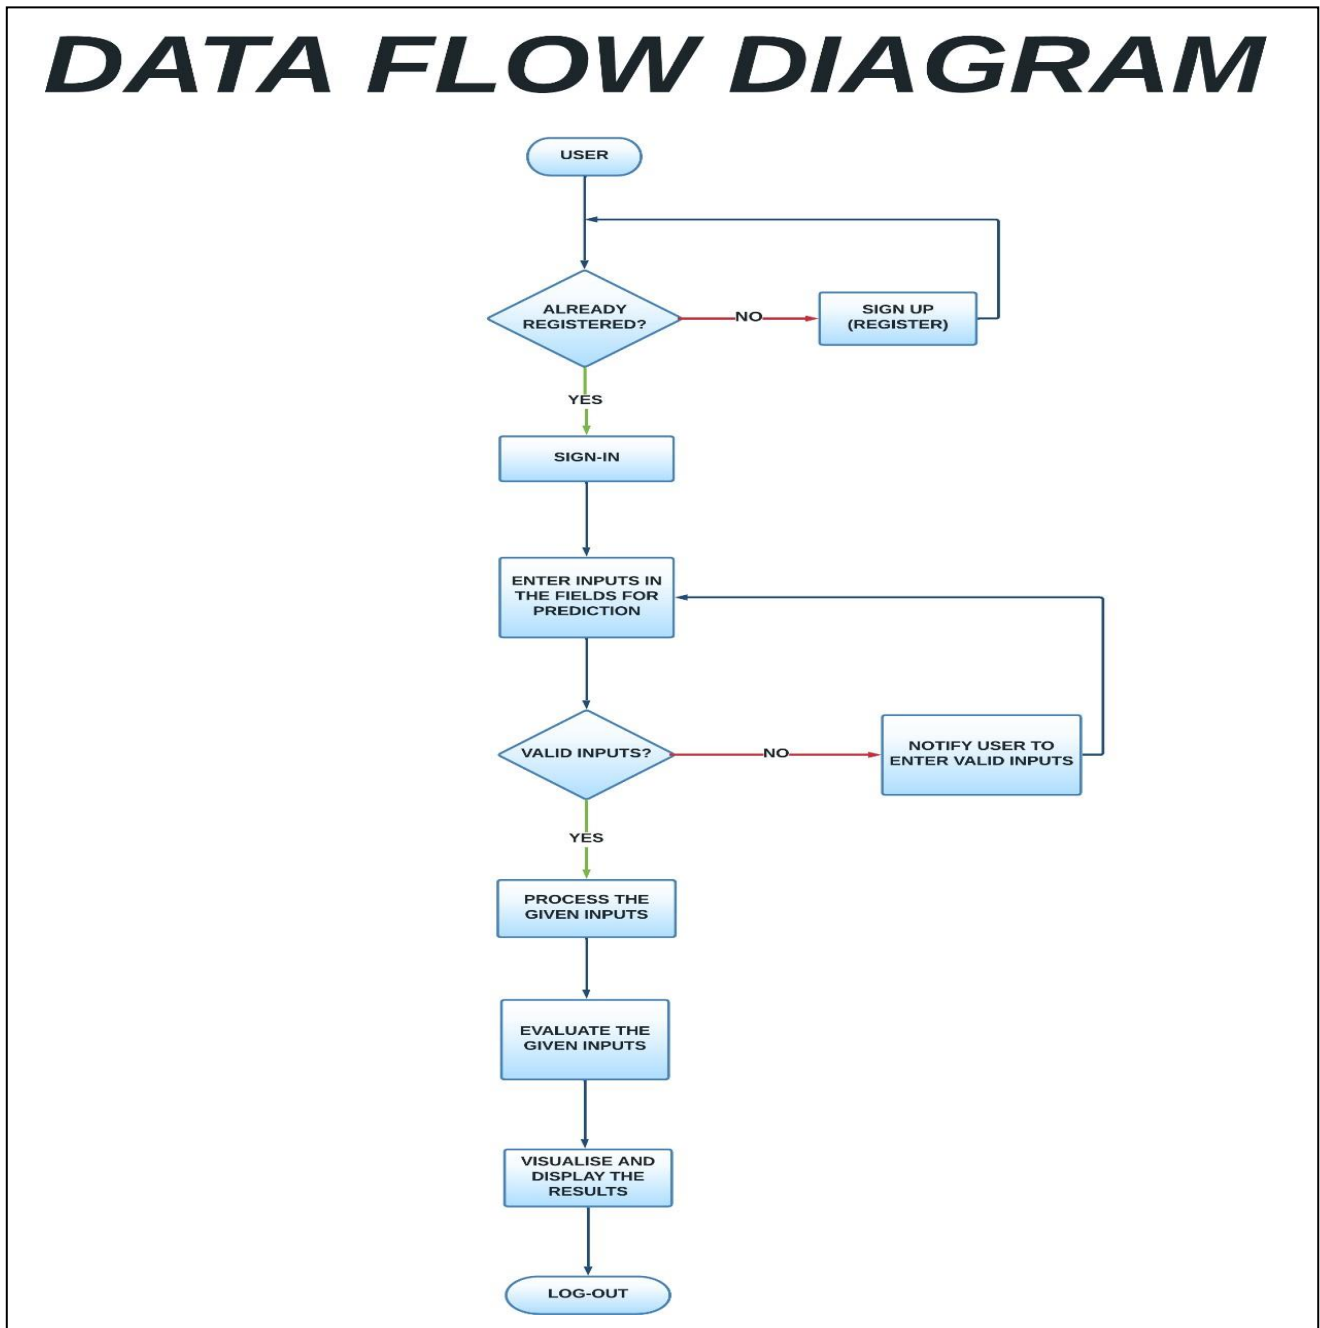 DATA FLOW DIAGRAM
USER
ALREADY
REGISTERED?
NO
SIGN UP
(REGISTER)
YES
SIGN-IN
ENTER INPUTS IN
THE FIELDS FOR
PREDICTION
VALID INPUTS?
NO
NOTIFY USER TO
ENTER VALID INPUTS
YES
PROCESS THE
GIVEN INPUTS
EVALUATE THE
GIVEN INPUTS
VISUALISE AND
DISPLAY THE
RESULTS
LOG-OUT